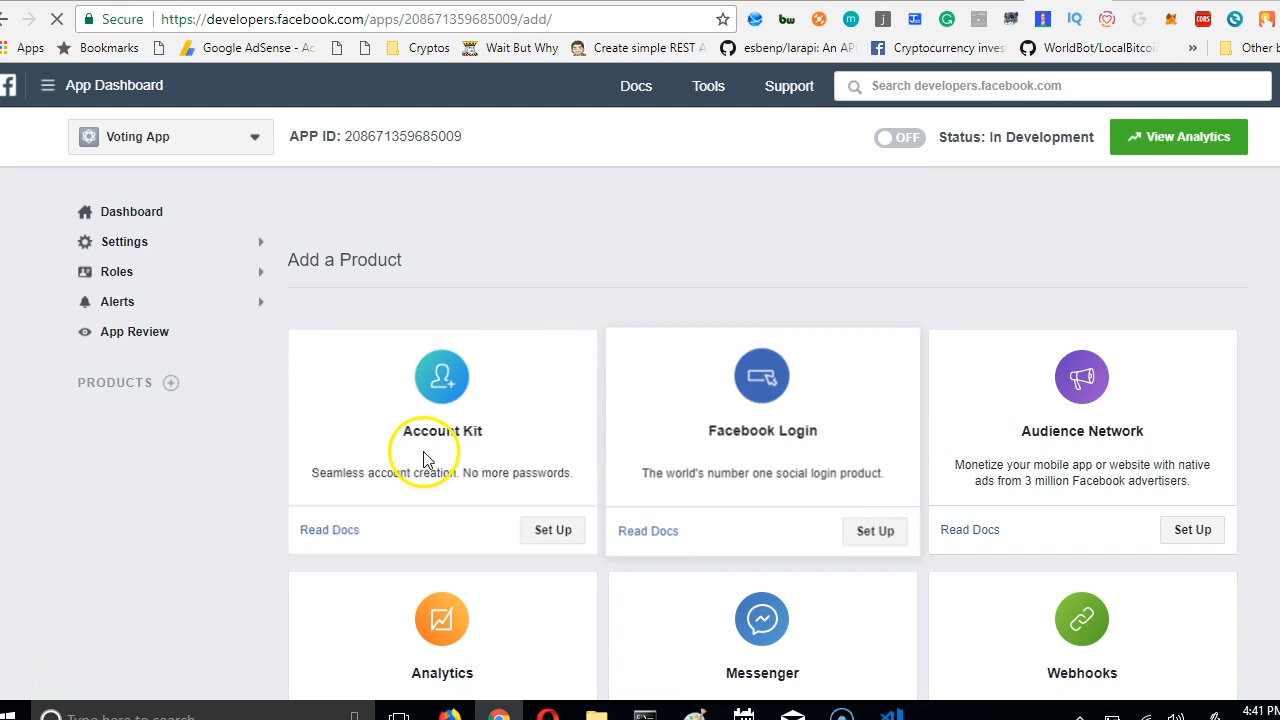 Secure https://developers.facebook.com/apps/208671359685009/add/
Apps Bookmarks Google AdSense - Ac Cryptics Wait But Why Create simple REST A esbenp/larapi: An API Cryptocurrency inves WorldBot/LocalBitcoi » Other b
App Dashboard Docs Tools Support Search developers.facebook.com
Voting App APP ID: 208671359685009 OFF Status: In Development View Analytics
Dashboard
Settings
Roles
Alerts
App Review
PRODUCTS
Add a Product
Account Kit
Seamless account creation. No more passwords.
Read Docs Set Up
Facebook Login
The world's number one social login product.
Read Docs Set Up
Audience Network
Monetize your mobile app or website with native
ads from 3 million Facebook advertisers.
Read Docs Set Up
Analytics
Messenger
Webhooks
Type here to search
4:41 PM